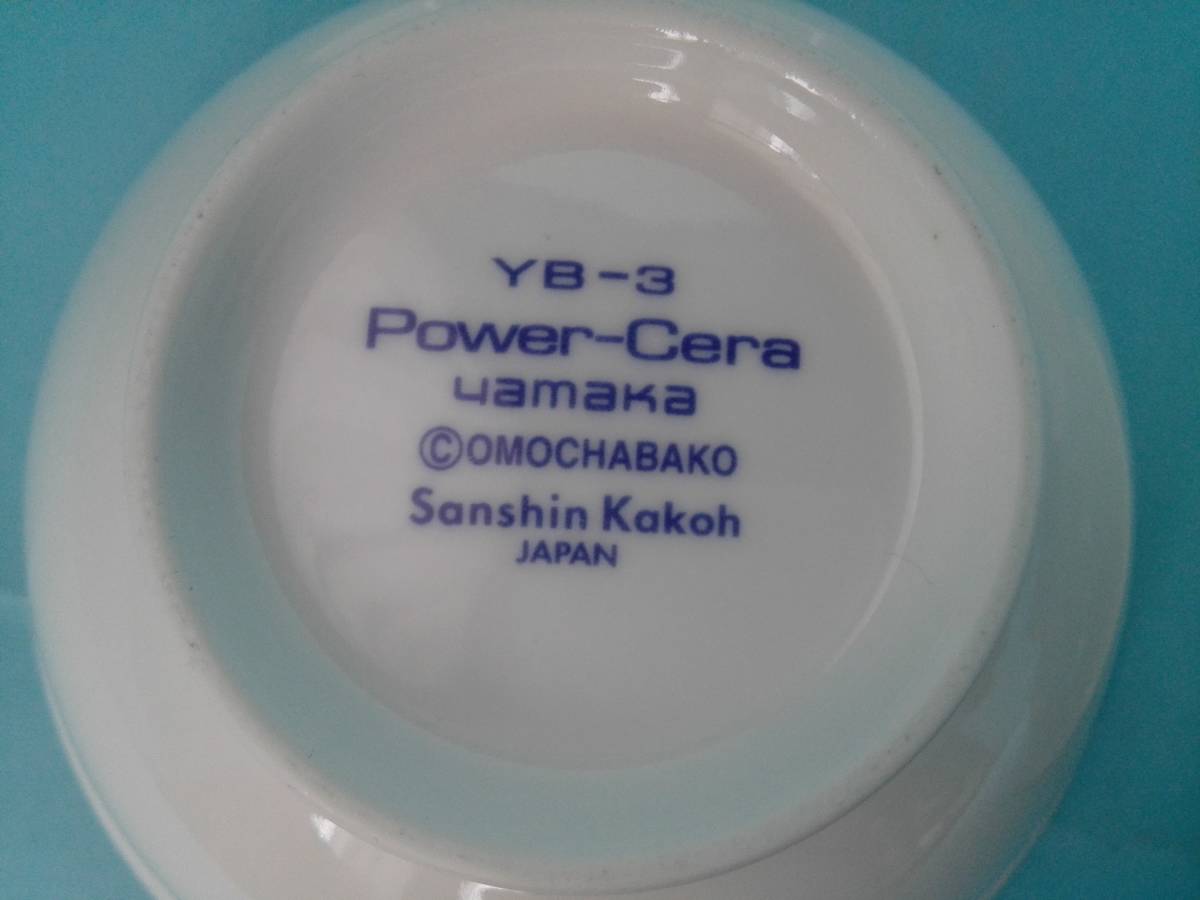 YB-3
Power-Cera
yamaka
©OMOCHABAKO
Sanshin Kakoh
JAPAN